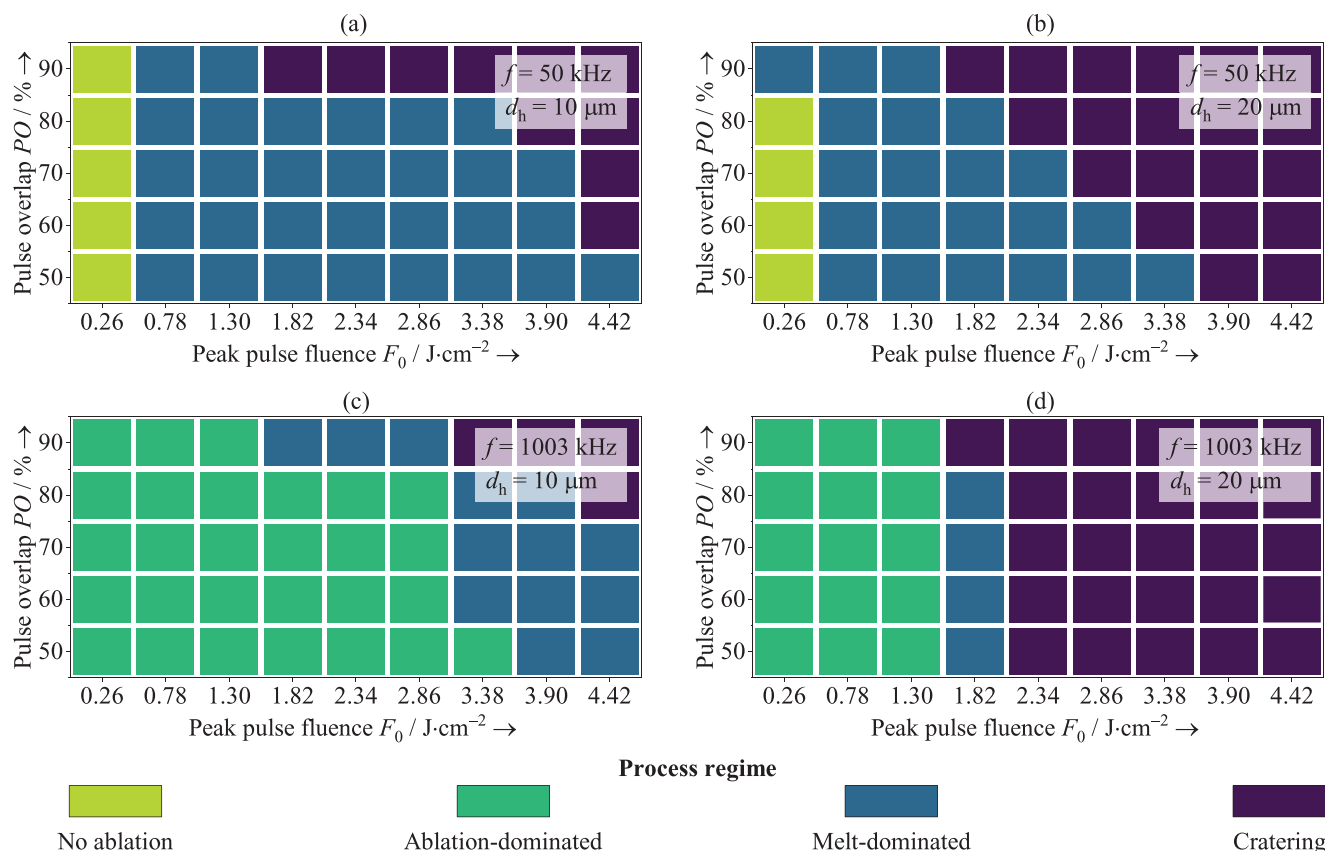 (a)
Pulse overlap PO / % →
90
80
70
60
50
f = 50 kHz
dₕ = 10 µm
0.26 0.78 1.30 1.82 2.34 2.86 3.38 3.90 4.42
Peak pulse fluence F₀ / J·cm⁻² →
(b)
Pulse overlap PO / % →
90
80
70
60
50
f = 50 kHz
dₕ = 20 µm
0.26 0.78 1.30 1.82 2.34 2.86 3.38 3.90 4.42
Peak pulse fluence F₀ / J·cm⁻² →
(c)
Pulse overlap PO / % →
90
80
70
60
50
f = 1003 kHz
dₕ = 10 µm
0.26 0.78 1.30 1.82 2.34 2.86 3.38 3.90 4.42
Peak pulse fluence F₀ / J·cm⁻² →
(d)
Pulse overlap PO / % →
90
80
70
60
50
f = 1003 kHz
dₕ = 20 µm
0.26 0.78 1.30 1.82 2.34 2.86 3.38 3.90 4.42
Peak pulse fluence F₀ / J·cm⁻² →
Process regime
No ablation
Ablation-dominated
Melt-dominated
Cratering